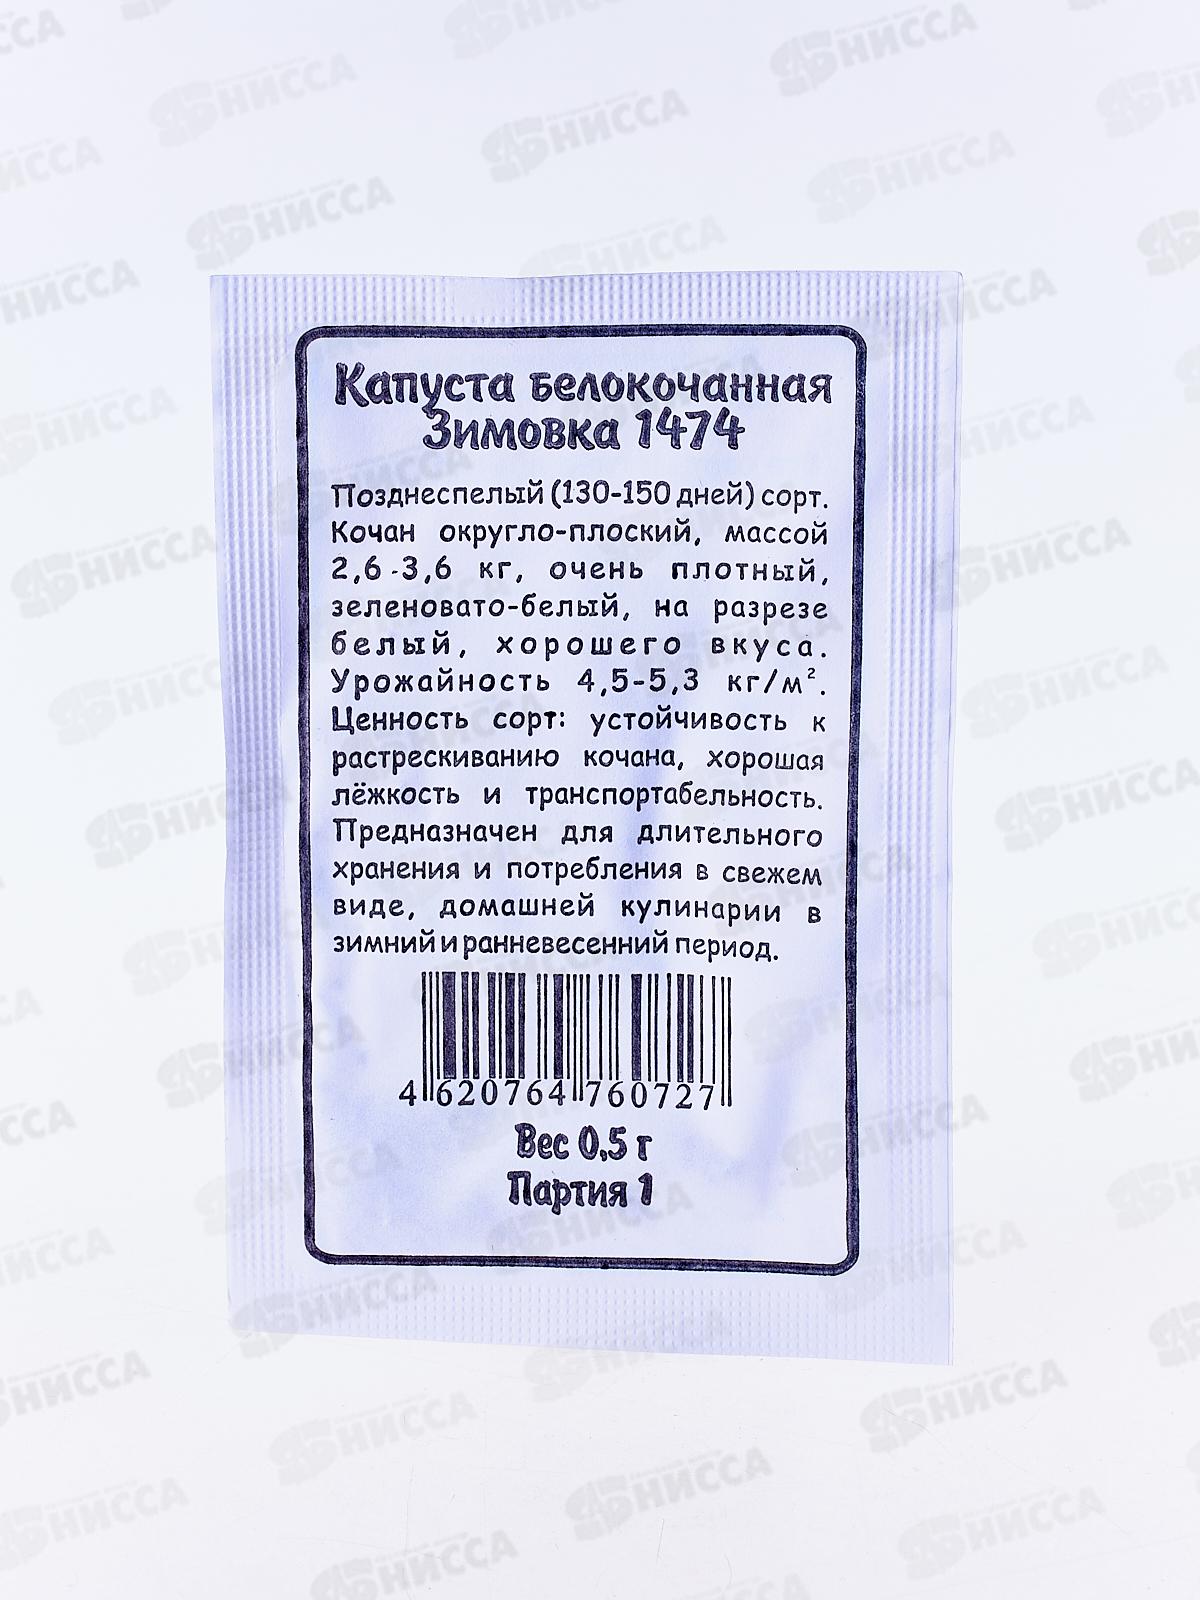 Капуста белокочанная
Зимовка 1474
Позднеспелый (130-150 дней) сорт.
Кочан округло-плоский, массой
2,6-3,6 кг, очень плотный,
зеленовато-белый, на разрезе
белый, хорошего вкуса.
Урожайность 4,5-5,3 кг/м².
Ценность сорт: устойчивость к
растрескиванию кочана, хорошая
лёжкость и транспортабельность.
Предназначен для длительного
хранения и потребления в свежем
виде, домашней кулинарии в
зимний и ранневесенний период.
4 620764 760727
Вес 0,5 г
Партия 1